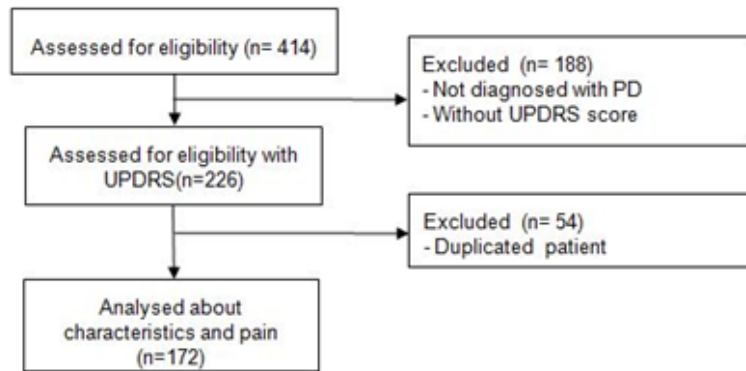 Assessed for eligibility (n= 414)
Excluded  (n= 188)
- Not diagnosed with PD
- Without UPDRS score
Assessed for eligibility with
UPDRS(n=226)
Excluded  (n= 54)
- Duplicated  patient
Analysed about
characteristics and pain
(n=172)